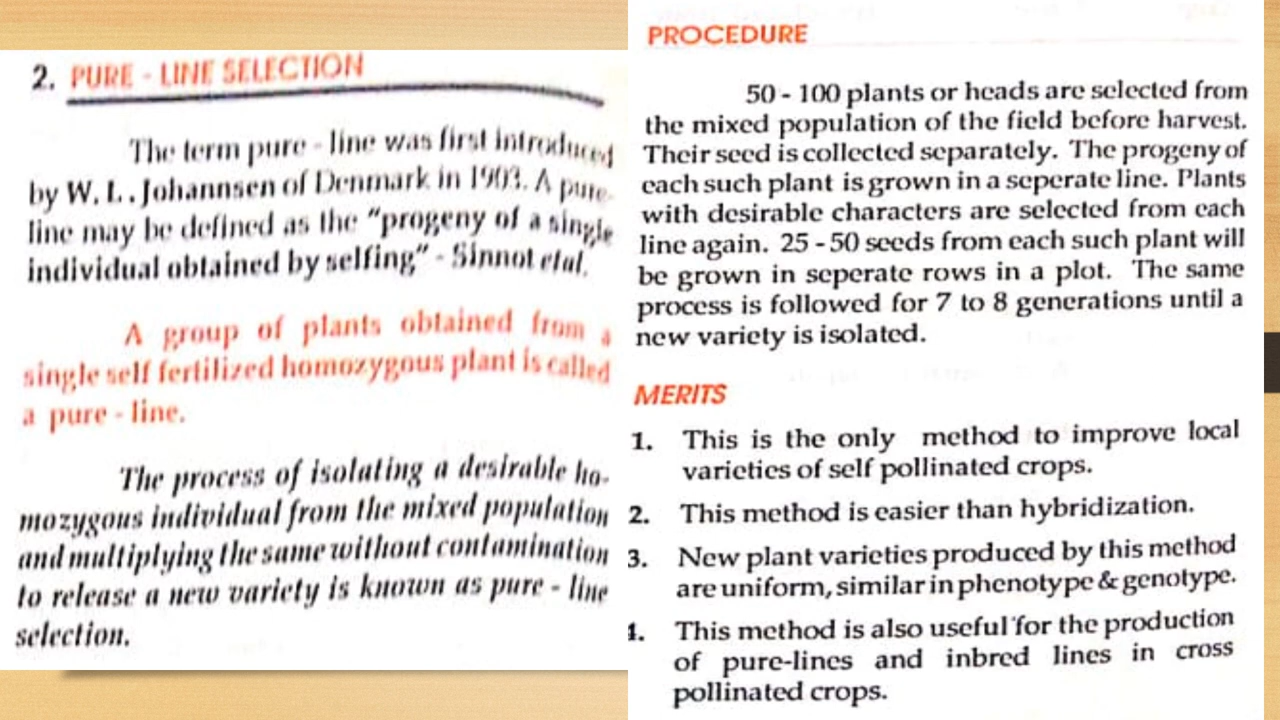 2. PURE - LINE SELECTION
The term pure - line was first introduced
by W. L. . Johannsen of Denmark in 1903. A pure-
line may be defined as the "progeny of a single
individual obtained by selfing" - Sinnot etal.
A group of plants obtained from a
single self fertilized homozygous plant is called
a pure - line.
The process of isolating a desirable ho-
mozygous individual from the mixed population
and multiplying the same without contamination
to release a new variety is known as pure - line
selection.
PROCEDURE
50 - 100 plants or heads are selected from
the mixed population of the field before harvest.
Their seed is collected separately. The progeny of
each such plant is grown in a seperate line. Plants
with desirable characters are selected from each
line again. 25 - 50 seeds from each such plant will
be grown in seperate rows in a plot. The same
process is followed for 7 to 8 generations until a
new variety is isolated.
MERITS
1. This is the only method to improve local
varieties of self pollinated crops.
2. This method is easier than hybridization.
3. New plant varieties produced by this method
are uniform, similar in phenotype & genotype.
4. This method is also useful for the production
of pure-lines and inbred lines in cross
pollinated crops.